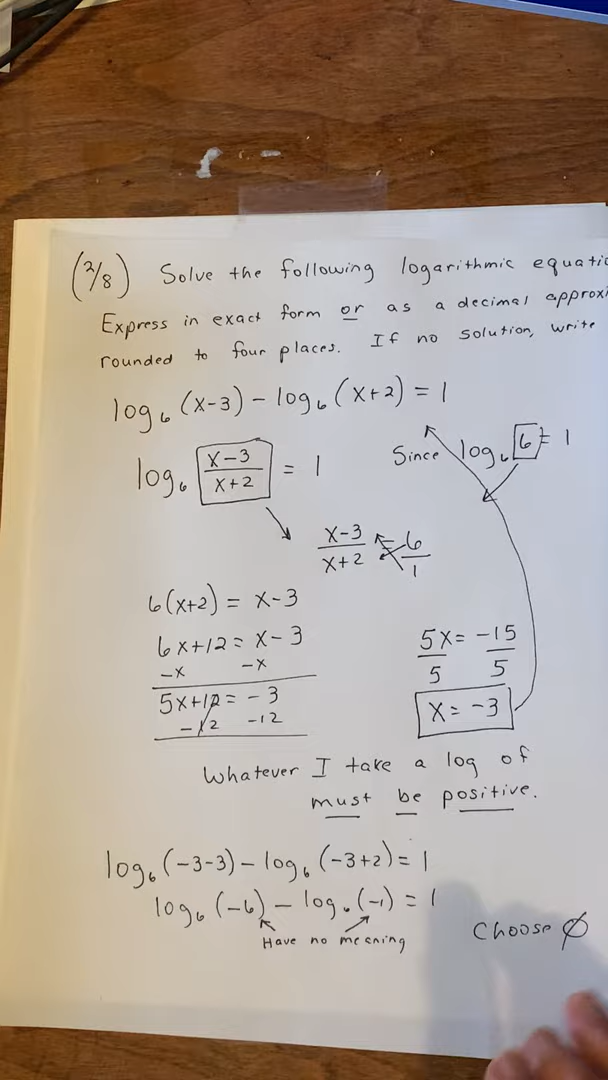 (2/8) Solve the following logarithmic
Express in exact form or as a decimal
rounded to four places. If no solution, write
log₆(x-3) - log₆(x+2) = 1
log₆ (x-3)/(x+2) = 1
Since log₆ 6 = 1
(x-3)/(x+2) = 6/1
6(x+2) = x-3
6x+12 = x-3
-x -x
5x+12 = -3
-12 -12
5x = -15
5 5
x = -3
Whatever I take a log of
must be positive.
log₆(-3-3) - log₆(-3+2) = 1
log₆(-6) - log₆(-1) = 1
Have no meaning
Choose ∅